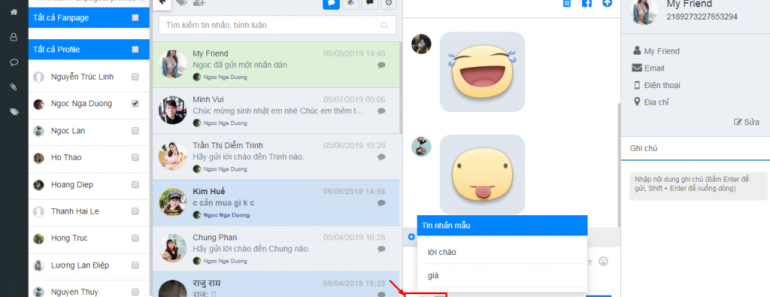 Tất cả Fanpage
Tất cả Profile
Nguyễn Trúc Linh
Ngoc Nga Duong
Ngoc Lan
Ho Thao
Hoang Diep
Thanh Hai Le
Hong Truc
Lương Lan Điệp
Nguyen Thuy
Tìm kiếm tin nhắn, bình luận
My Friend 05/08/2019 14:48
Ngoc đã gửi một nhãn dán.
Ngoc Nga Duong
Minh Vui 05/07/2019 09:06
Chúc mừng sinh nhật em nhé Chúc em thêm t...
Ngoc Nga Duong
Trần Thị Diễm Trinh 05/06/2019 19:28
Hãy gửi lời chào đến Trinh nào.
Ngoc Nga Duong
Kim Huế 05/06/2019 14:56
c cần mua gì k c
Ngoc Nga Duong
Chung Phan 05/04/2019 16:28
Hãy gửi lời chào đến Chung nào.
Ngoc Nga Duong
राजु राम 05/04/2019 16:25
राजु:
Tin nhắn mẫu
lời chào
giá
My Friend
2189273227853294
My Friend
Email
Điện thoại
Địa chỉ
Sửa
Ghi chú
Nhập nội dung ghi chú (Bấm Enter để
gửi, Shift + Enter để xuống dòng)